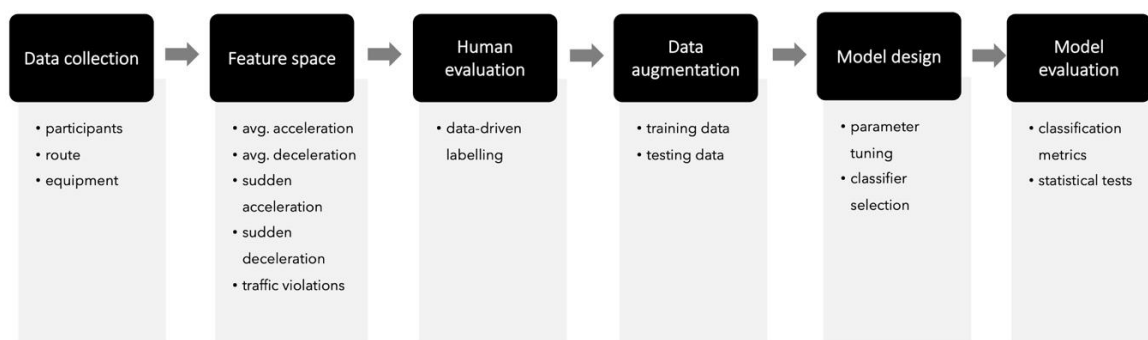 Data collection
• participants
• route
• equipment
Feature space
• avg. acceleration
• avg. deceleration
• sudden
acceleration
• sudden
deceleration
• traffic violations
Human
evaluation
• data-driven
labelling
Data
augmentation
• training data
• testing data
Model design
• parameter
tuning
• classifier
selection
Model
evaluation
• classification
metrics
• statistical tests